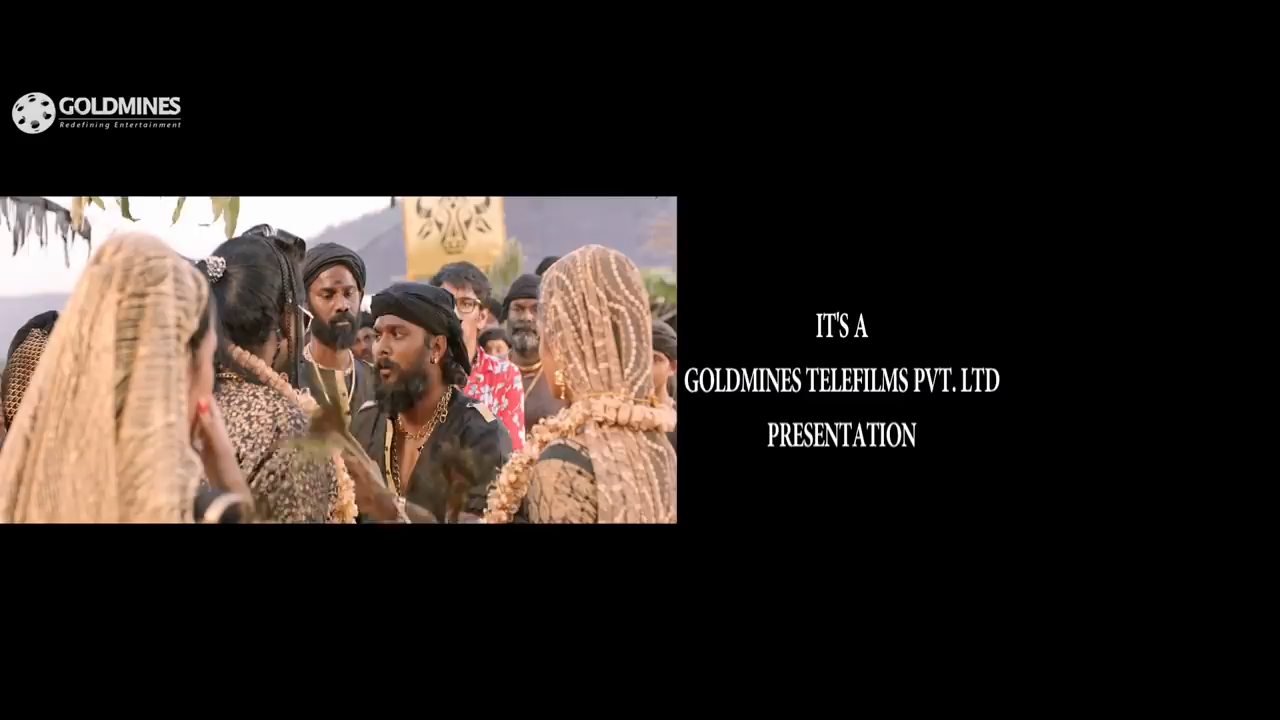 GOLDMINES
Redefining Entertainment
IT'S A
GOLDMINES TELEFILMS PVT. LTD
PRESENTATION